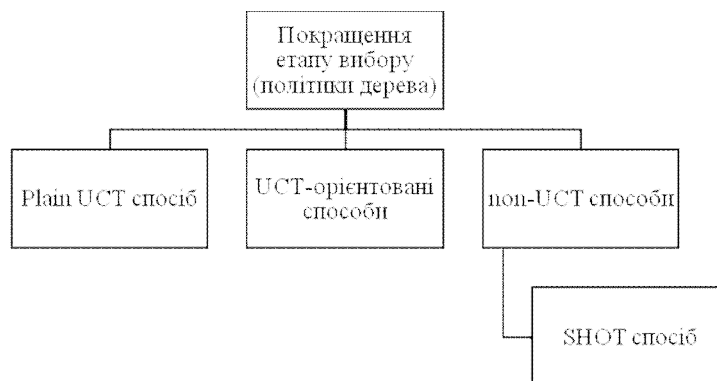 Покращення
етапу вибору
(політики дерева)
Plain UCT спосіб
UCT-орієнтовані
способи
non-UCT способи
SHOT спосіб